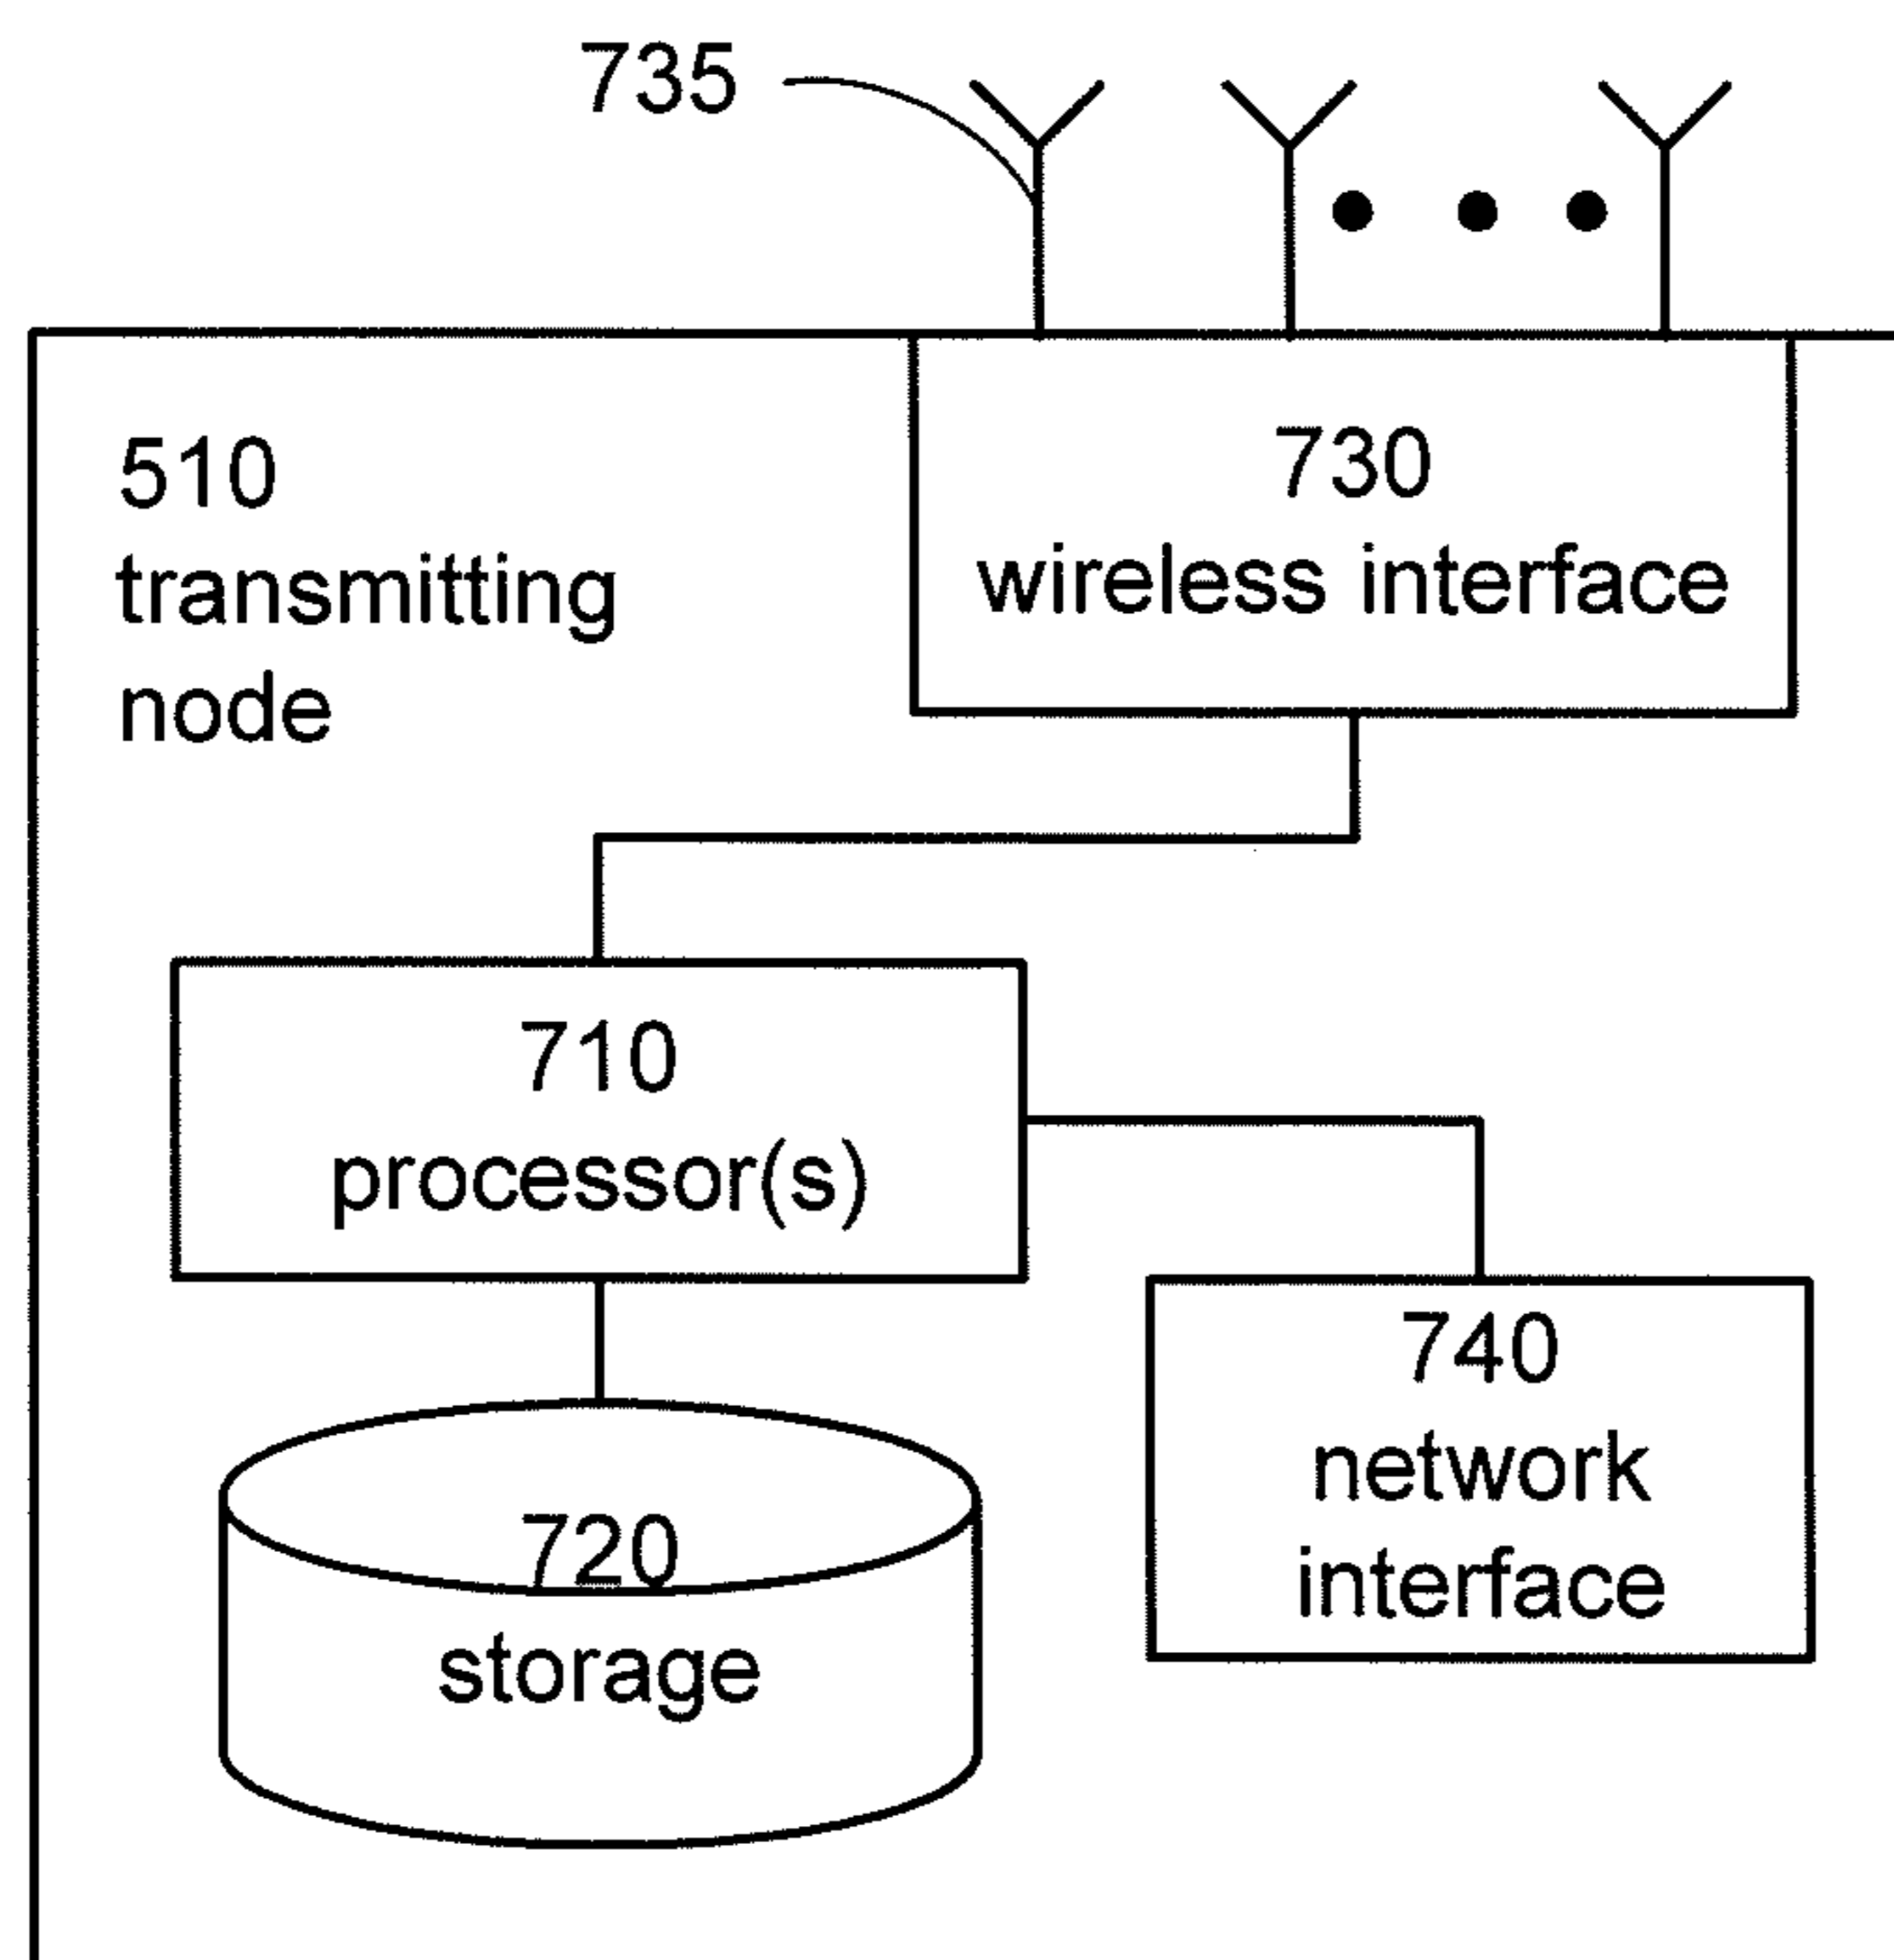 735
510
transmitting
node
730
wireless interface
710
processor(s)
720
storage
740
network
interface